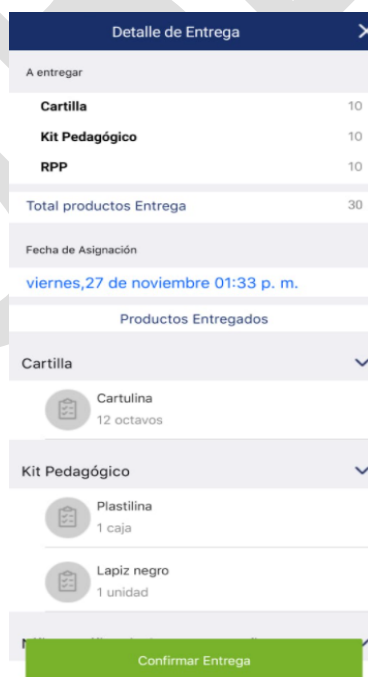 Detalle de Entrega
A entregar
Cartilla 10
Kit Pedagógico 10
RPP 10
Total productos Entrega 30
Fecha de Asignación
viernes,27 de noviembre 01:33 p. m.
Productos Entregados
Cartilla
Cartulina
12 octavos
Kit Pedagógico
Plastilina
1 caja
Lapiz negro
1 unidad
Confirmar Entrega